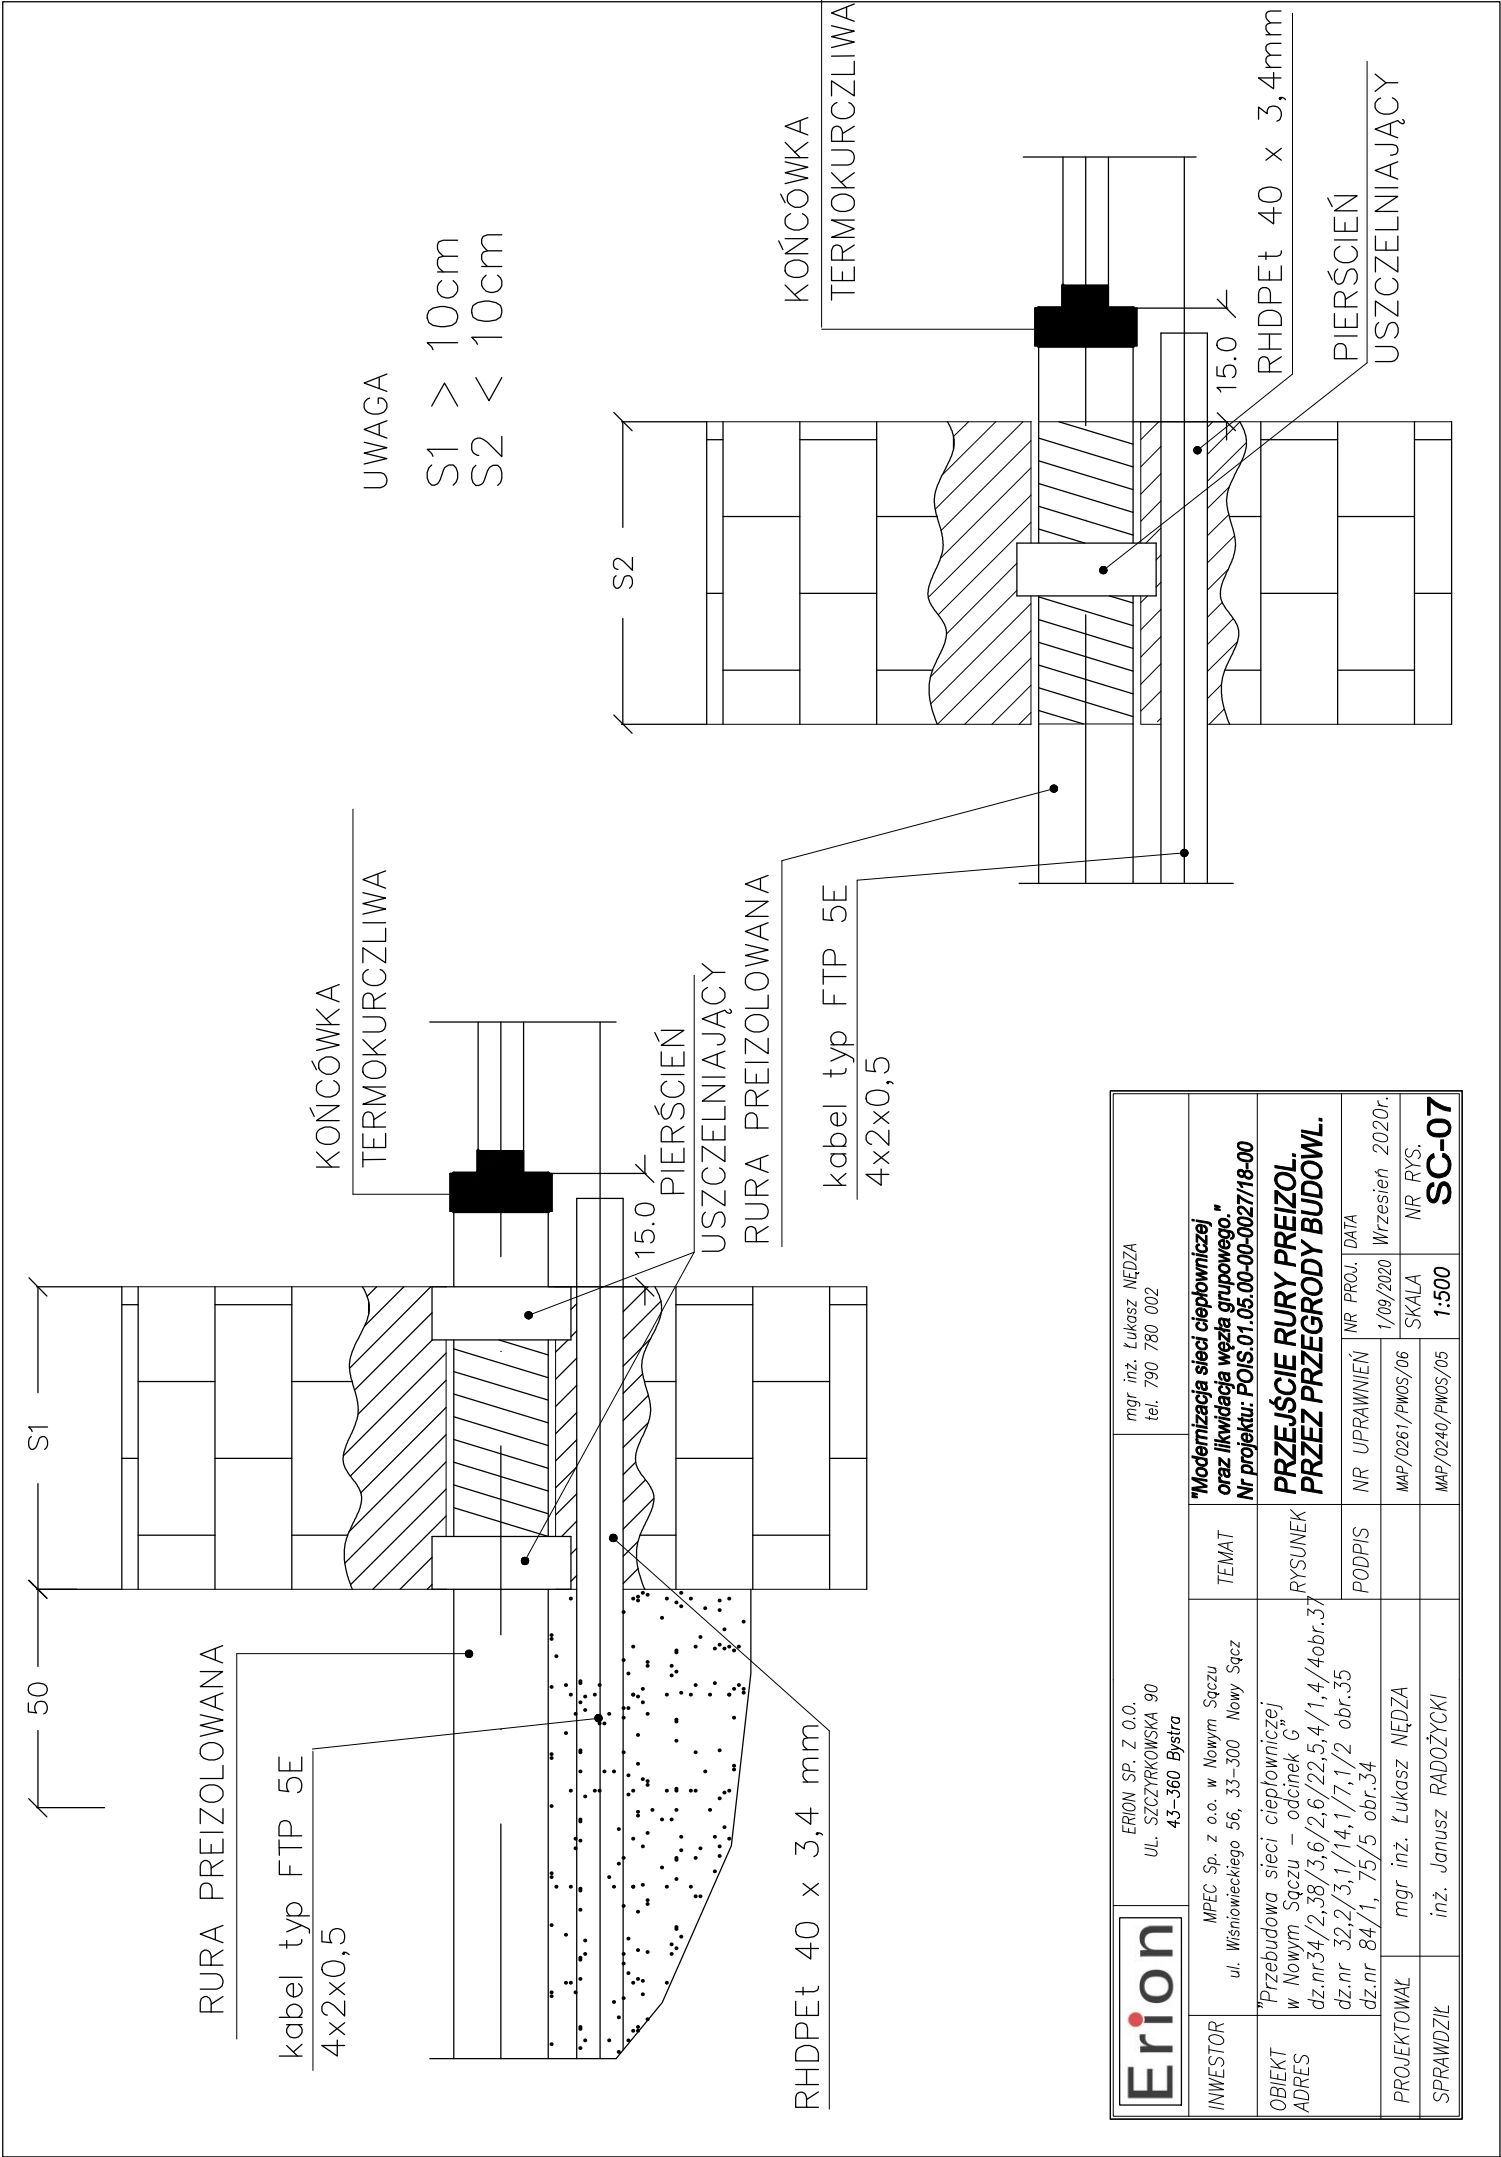 50
S1
RURA PREIZOLOWANA
kabel typ FTP 5E
4x2x0,5
RHDPEt 40 x 3,4 mm
KOŃCÓWKA
TERMOKURCZLIWA
15.0
PIERŚCIEŃ
USZCZELNIAJĄCY
UWAGA
S1 > 10cm
S2 < 10cm
S2
RURA PREIZOLOWANA
kabel typ FTP 5E
4x2x0,5
KOŃCÓWKA
TERMOKURCZLIWA
15.0
RHDPEt 40 x 3,4mm
PIERŚCIEŃ
USZCZELNIAJĄCY
Erion
ERION SP. Z O.O.
UL. SZCZYRKOWSKA 90
43-360 Bystra
mgr inż. Łukasz NĘDZA
tel. 790 780 002
INWESTOR
MPEC Sp. z o.o. w Nowym Sączu
ul. Wiśniowieckiego 56, 33-300 Nowy Sącz
TEMAT
"Modernizacja sieci ciepłowniczej
oraz likwidacja węzła grupowego."
Nr projektu: POIS.01.05.00-00-0027/18-00
OBIEKT
ADRES
"Przebudowa sieci ciepłowniczej
w Nowym Sączu - odcinek G"
dz.nr34/2,38/3,6/2,6/22,5,4/1,4/4obr.37
dz.nr 32,2/3,1/14,1/7,1/2 obr.35
dz.nr 84/1, 75/5 obr.34
RYSUNEK
PRZEJŚCIE RURY PREIZOL.
PRZEZ PRZEGRODY BUDOWL.
PODPIS
NR UPRAWNIEŃ
NR PROJ.
DATA
1/09/2020
Wrzesień 2020r.
PROJEKTOWAŁ
mgr inż. Łukasz NĘDZA
MAP/0261/PWOS/06
SKALA
NR RYS.
SPRAWDZIŁ
inż. Janusz RADOŻYCKI
MAP/0240/PWOS/05
1:500
SC-07